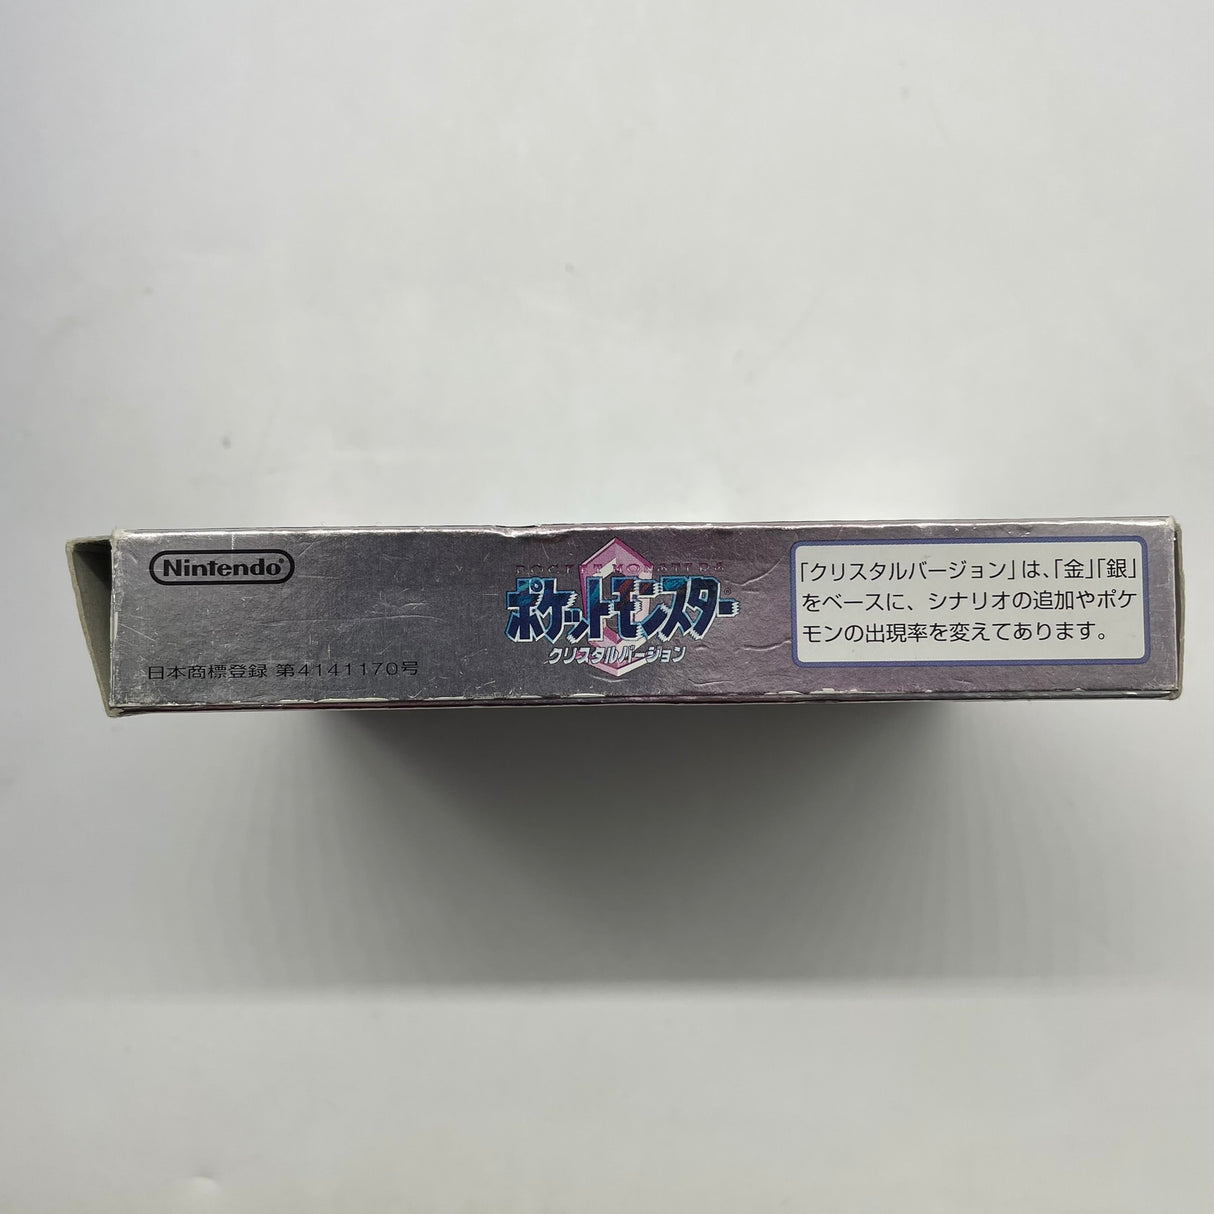 Nintendo®
日本商標登録 第4141170号
POCKET MONSTERS
ポケットモンスター
クリスタルバージョン
「クリスタルバージョン」は、「金」「銀」
をベースに、シナリオの追加やポケ
モンの出現率を変えてあります。